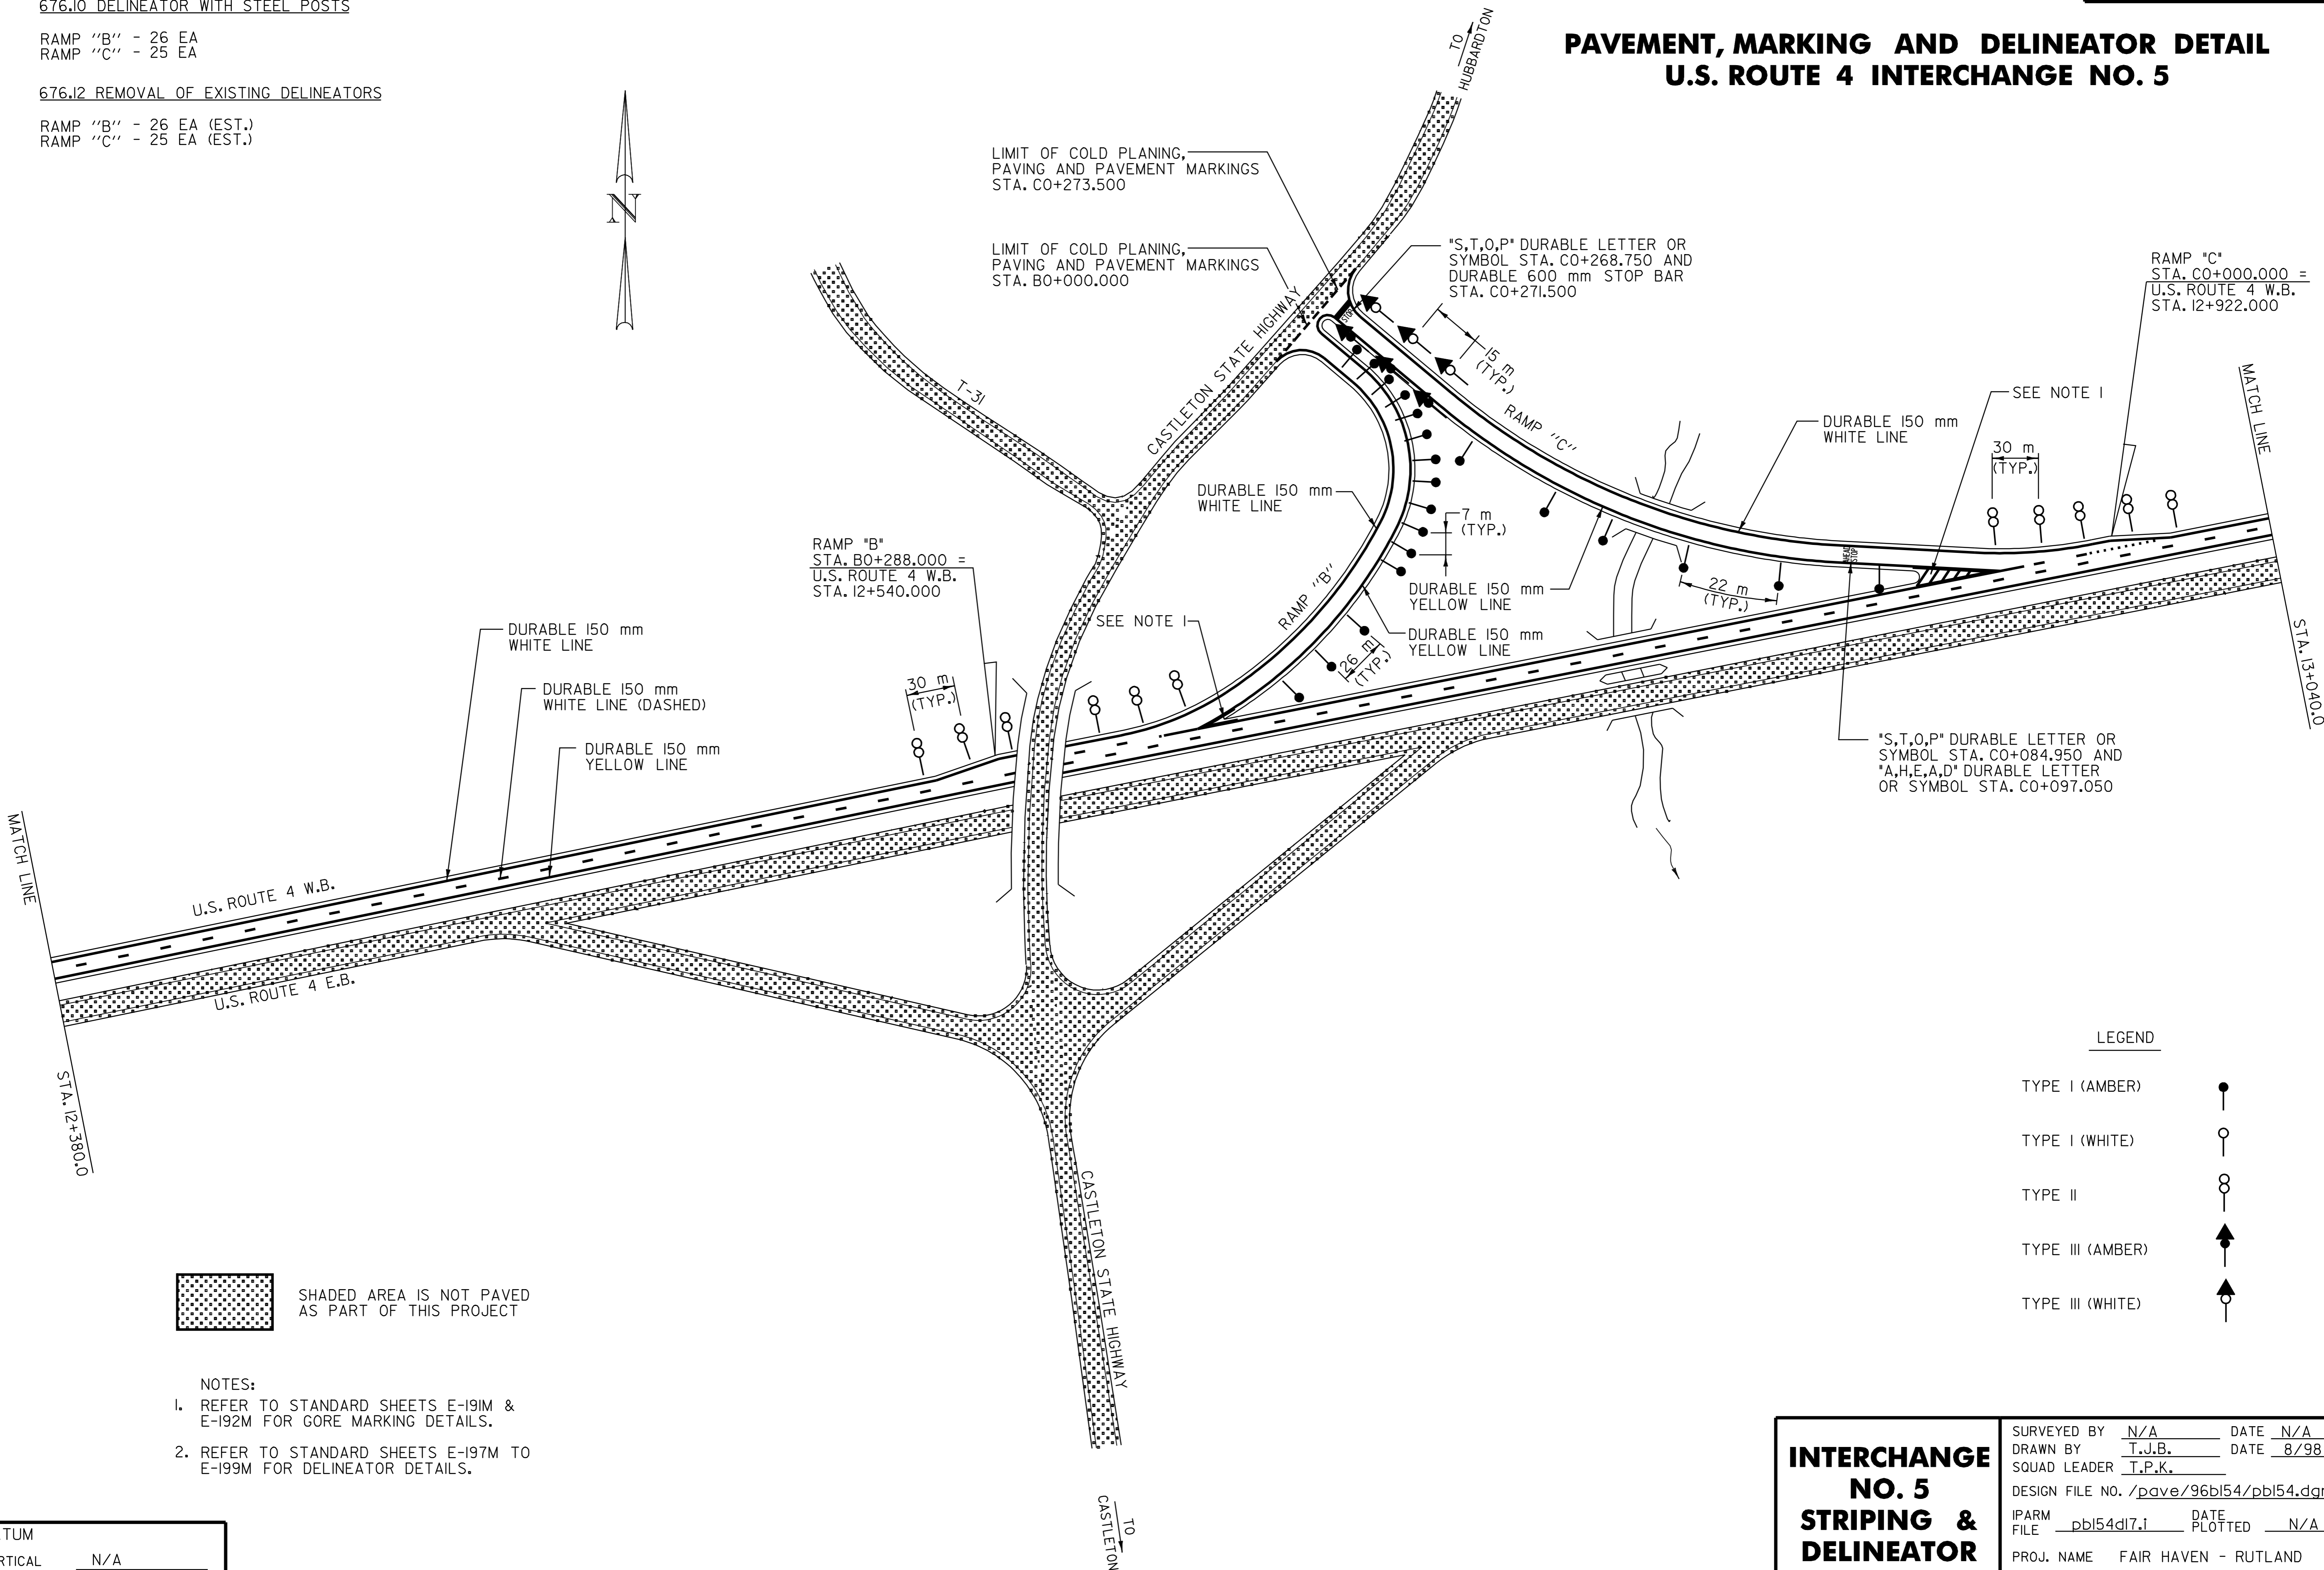 676.10 DELINEATOR WITH STEEL POSTS
RAMP ''B'' - 26 EA
RAMP ''C'' - 25 EA
676.12 REMOVAL OF EXISTING DELINEATORS
RAMP ''B'' - 26 EA (EST.)
RAMP ''C'' - 25 EA (EST.)
PAVEMENT, MARKING AND DELINEATOR DETAIL
U.S. ROUTE 4 INTERCHANGE NO. 5
N
TO
HUBBARDTON
LIMIT OF COLD PLANING,
PAVING AND PAVEMENT MARKINGS
STA. C0+273.500
LIMIT OF COLD PLANING,
PAVING AND PAVEMENT MARKINGS
STA. B0+000.000
"S,T,O,P" DURABLE LETTER OR
SYMBOL STA. C0+268.750 AND
DURABLE 600 mm STOP BAR
STA. C0+271.500
RAMP "C"
STA. C0+000.000 =
U.S. ROUTE 4 W.B.
STA. 12+922.000
MATCH LINE
STA. 13+040.0
STOP
15 m
(TYP.)
T-31
CASTLETON STATE HIGHWAY
RAMP ''C''
SEE NOTE 1
DURABLE 150 mm
WHITE LINE
30 m
(TYP.)
DURABLE 150 mm
WHITE LINE
7 m
(TYP.)
RAMP "B"
STA. B0+288.000 =
U.S. ROUTE 4 W.B.
STA. 12+540.000
RAMP ''B''
DURABLE 150 mm
YELLOW LINE
DURABLE 150 mm
YELLOW LINE
AHEAD
STOP
22 m
(TYP.)
SEE NOTE 1
26 m
(TYP.)
DURABLE 150 mm
WHITE LINE
DURABLE 150 mm
WHITE LINE (DASHED)
DURABLE 150 mm
YELLOW LINE
30 m
(TYP.)
"S,T,O,P" DURABLE LETTER OR
SYMBOL STA. C0+084.950 AND
"A,H,E,A,D" DURABLE LETTER
OR SYMBOL STA. C0+097.050
MATCH LINE
STA. 12+380.0
U.S. ROUTE 4 W.B.
U.S. ROUTE 4 E.B.
CASTLETON STATE HIGHWAY
TO
CASTLETON
LEGEND
TYPE I (AMBER)
TYPE I (WHITE)
TYPE II
TYPE III (AMBER)
TYPE III (WHITE)
SHADED AREA IS NOT PAVED
AS PART OF THIS PROJECT
NOTES:
1. REFER TO STANDARD SHEETS E-191M &
E-192M FOR GORE MARKING DETAILS.
2. REFER TO STANDARD SHEETS E-197M TO
E-199M FOR DELINEATOR DETAILS.
TUM
RTICAL N/A
INTERCHANGE
NO. 5
STRIPING &
DELINEATOR
SURVEYED BY N/A DATE N/A
DRAWN BY T.J.B. DATE 8/98
SQUAD LEADER T.P.K.
DESIGN FILE NO. /pave/96b154/pb154.dgn
IPARM FILE pb154d17.i DATE PLOTTED N/A
PROJ. NAME FAIR HAVEN - RUTLAND